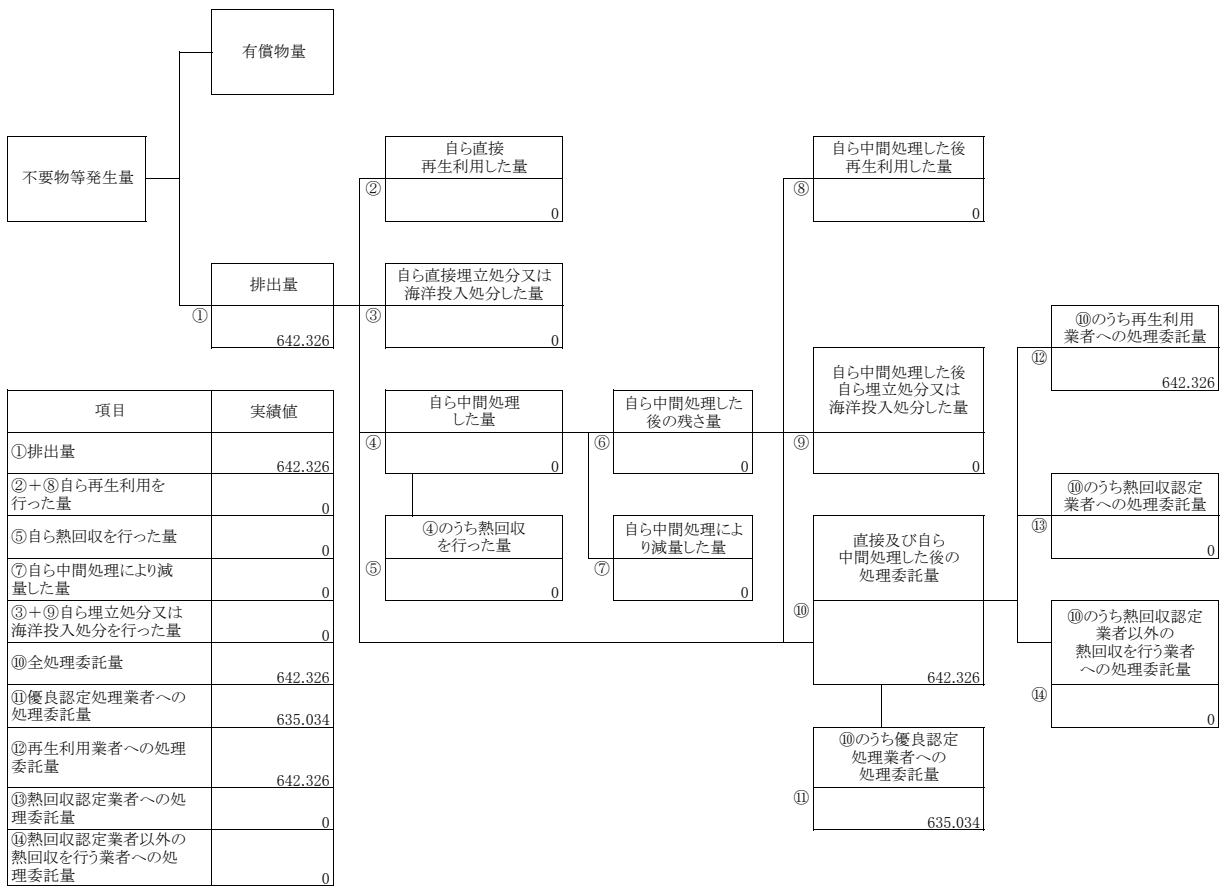 有償物量
不要物等発生量
自ら直接
再生利用した量
②
0
自ら中間処理した後
再生利用した量
⑧
0
排出量
①
642.326
自ら直接埋立処分又は
海洋投入処分した量
③
0
⑩のうち再生利用
業者への処理委託量
⑫
642.326
自ら中間処理
した量
④
0
自ら中間処理した
後の残さ量
⑥
0
自ら中間処理した後
自ら埋立処分又は
海洋投入処分した量
⑨
0
④のうち熱回収
を行った量
⑤
0
自ら中間処理によ
り減量した量
⑦
0
直接及び自ら
中間処理した後の
処理委託量
⑩
642.326
⑩のうち熱回収認定
業者への処理委託量
⑬
0
⑩のうち熱回収認定
業者以外の
熱回収を行う業者
への処理委託量
⑭
0
⑩のうち優良認定
処理業者への
処理委託量
⑪
635.034
項目 実績値
①排出量
642.326
②+⑧自ら再生利用を
行った量
0
⑤自ら熱回収を行った量
0
⑦自ら中間処理により減
量した量
0
③+⑨自ら埋立処分又は
海洋投入処分を行った量
0
⑩全処理委託量
642.326
⑪優良認定処理業者への
処理委託量
635.034
⑫再生利用業者への処理
委託量
642.326
⑬熱回収認定業者への処
理委託量
0
⑭熱回収認定業者以外の
熱回収を行う業者への処
理委託量
0